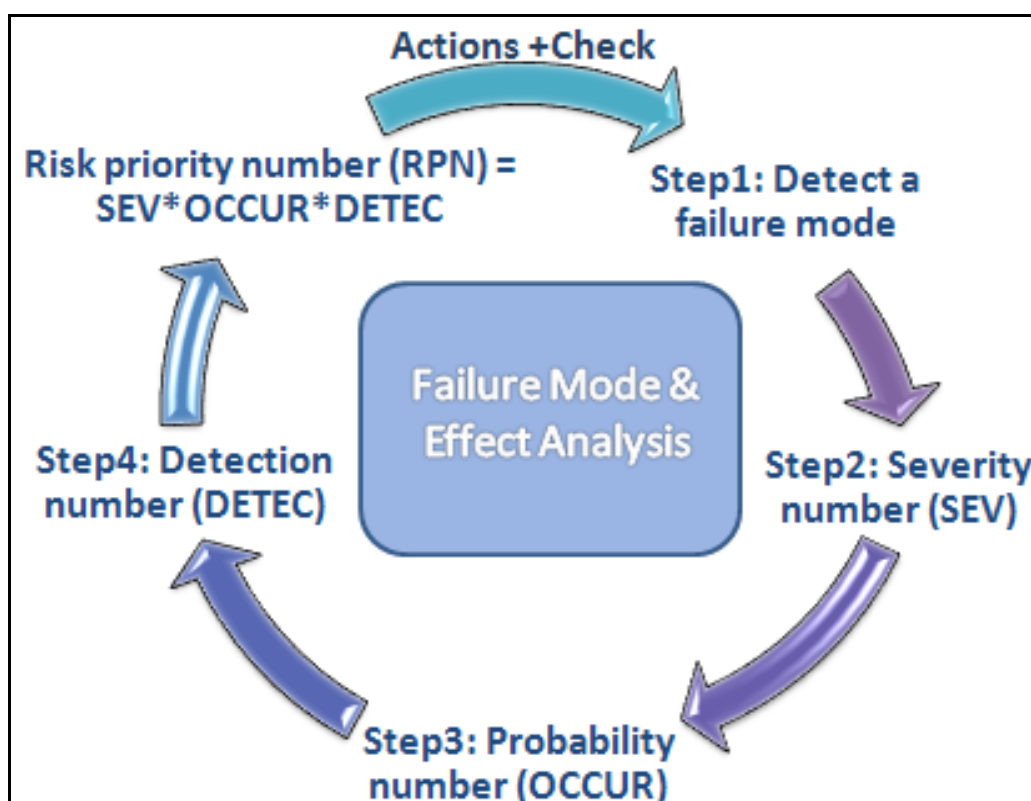 Actions +Check
Step1: Detect a
failure mode
Step2: Severity
number (SEV)
Step3: Probability
number (OCCUR)
Step4: Detection
number (DETEC)
Risk priority number (RPN) =
SEV*OCCUR*DETEC
Failure Mode &
Effect Analysis